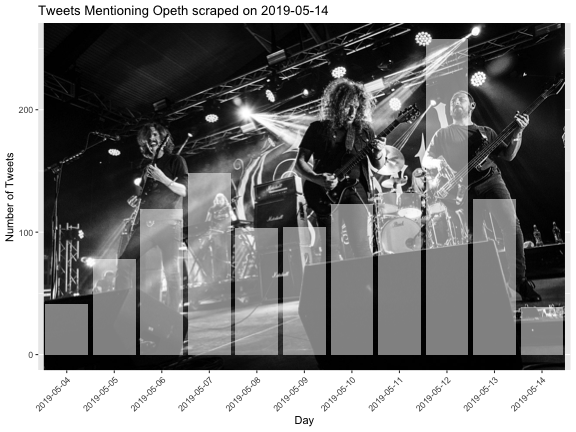 Tweets Mentioning Opeth scraped on 2019-05-14
Number of Tweets
200
100
0
Marshall
Marshall
2019-05-04
2019-05-05
2019-05-06
2019-05-07
2019-05-08
2019-05-09
2019-05-10
2019-05-11
2019-05-12
2019-05-13
2019-05-14
Day